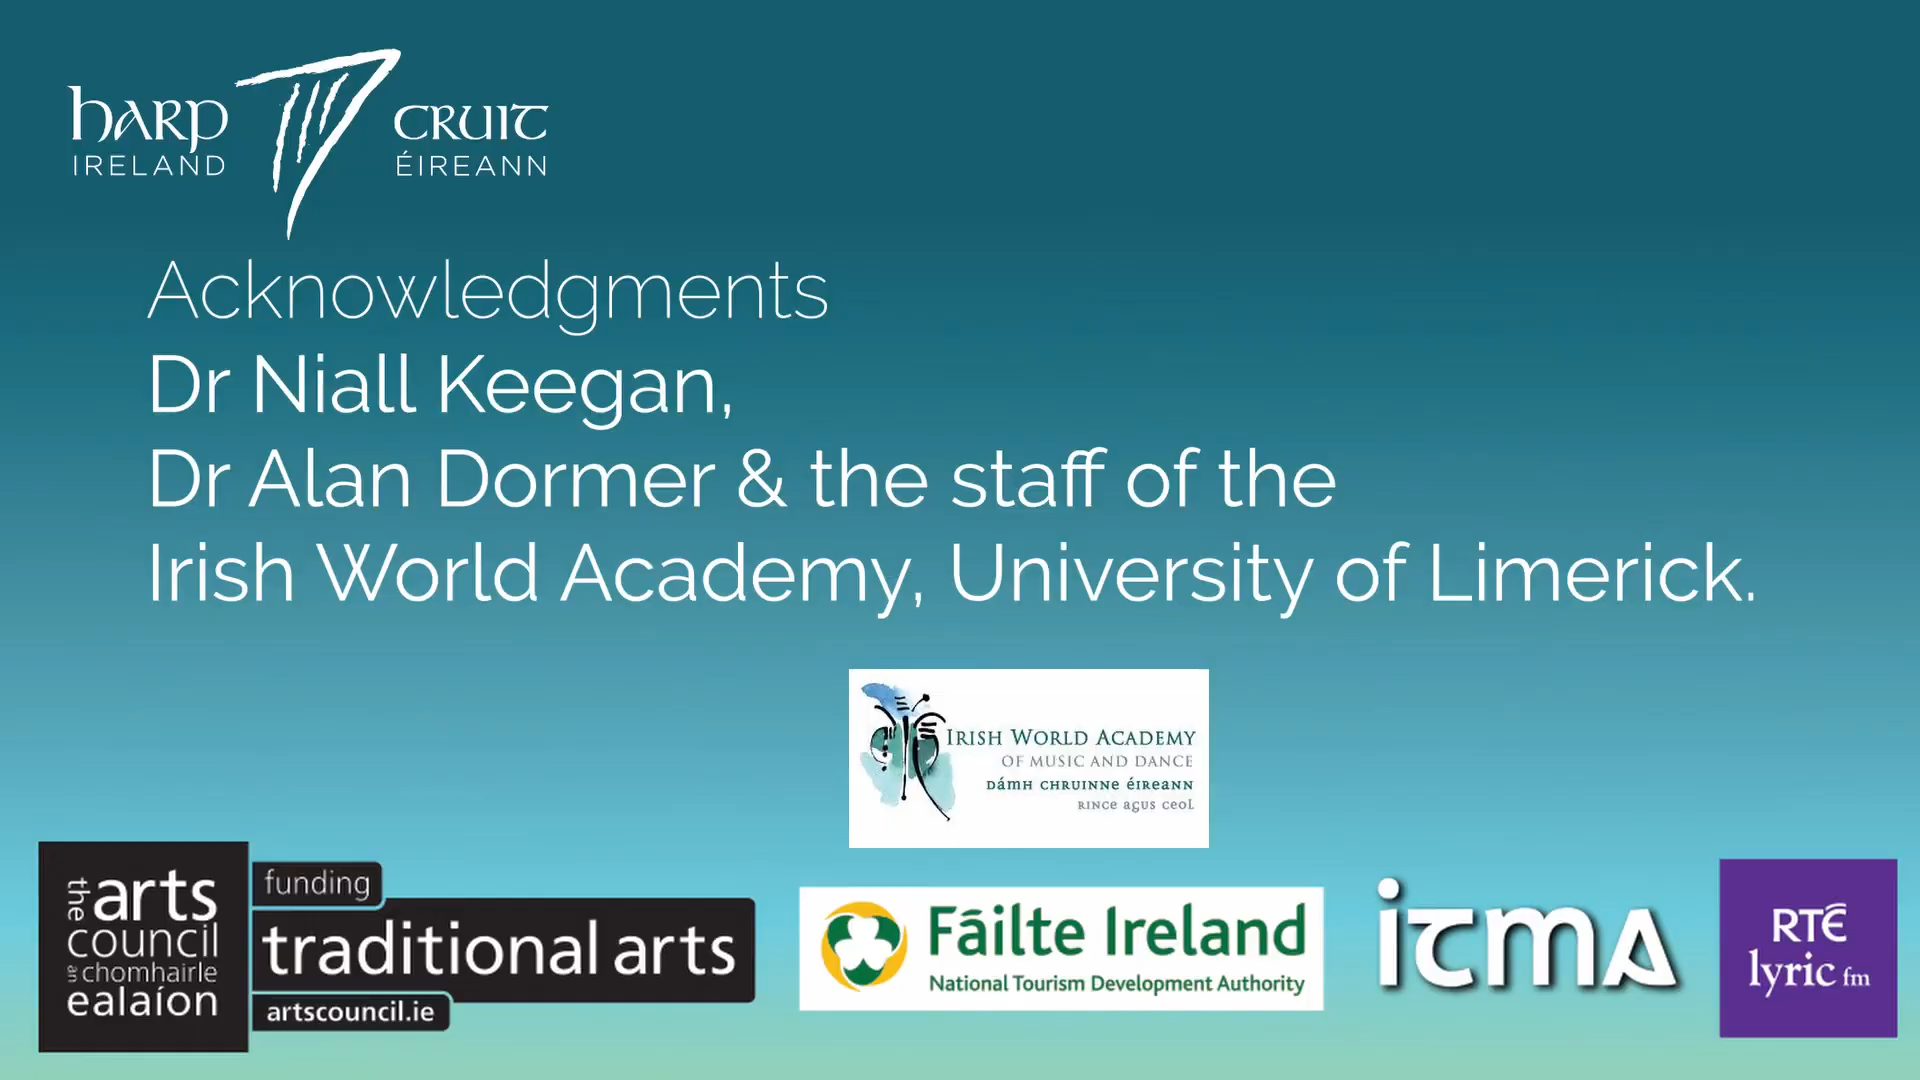 harp
IRELAND
cruit
ÉIREANN
Acknowledgments
Dr Niall Keegan,
Dr Alan Dormer & the staff of the
Irish World Academy, University of Limerick.
IRISH WORLD ACADEMY
OF MUSIC AND DANCE
dámh chruinne éireann
rince agus ceol
the arts
council
an chomhairle
ealaíon
funding
traditional arts
artscouncil.ie
Fáilte Ireland
National Tourism Development Authority
itma
RTÉ
lyric fm